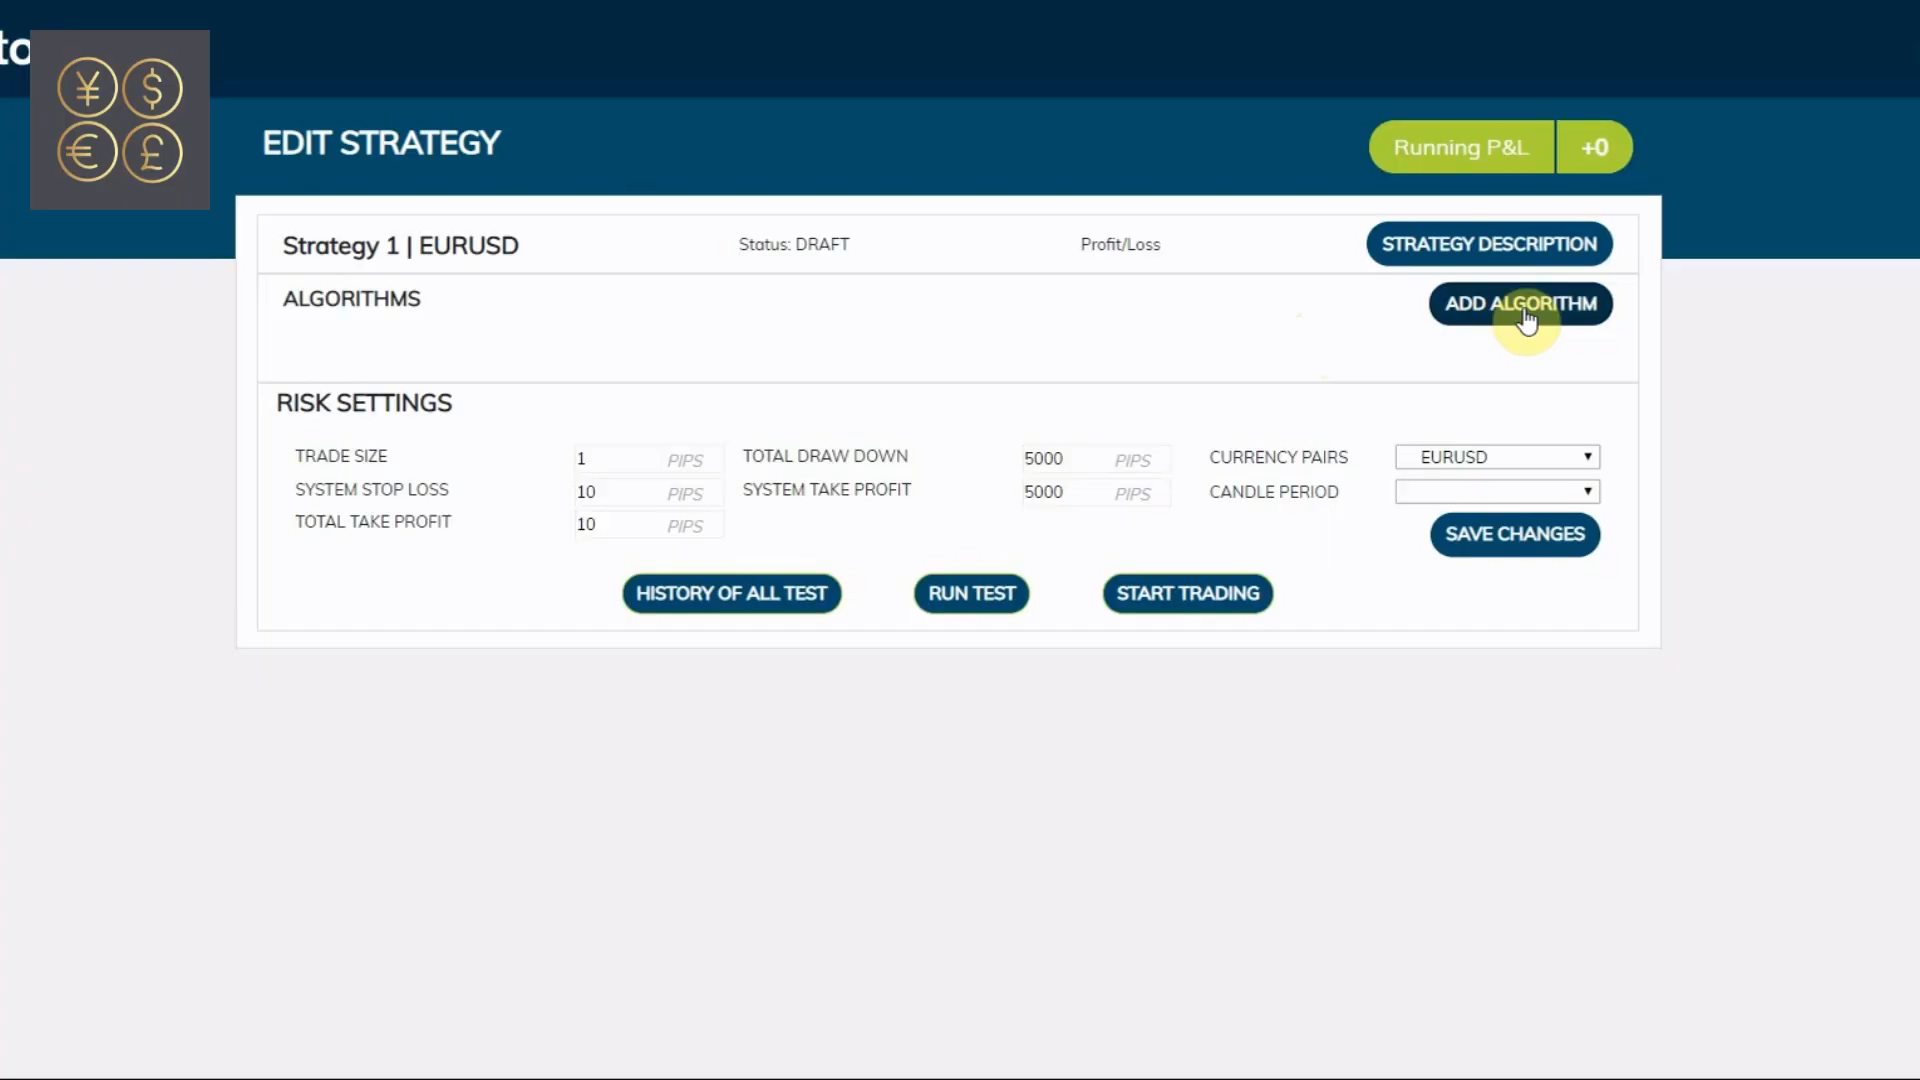 to
¥ $
€ £
EDIT STRATEGY
Running P&L +0
Strategy 1 | EURUSD Status: DRAFT Profit/Loss STRATEGY DESCRIPTION
ALGORITHMS ADD ALGORITHM
RISK SETTINGS
TRADE SIZE 1 PIPS TOTAL DRAW DOWN 5000 PIPS CURRENCY PAIRS EURUSD
SYSTEM STOP LOSS 10 PIPS SYSTEM TAKE PROFIT 5000 PIPS CANDLE PERIOD
TOTAL TAKE PROFIT 10 PIPS
SAVE CHANGES
HISTORY OF ALL TEST RUN TEST START TRADING